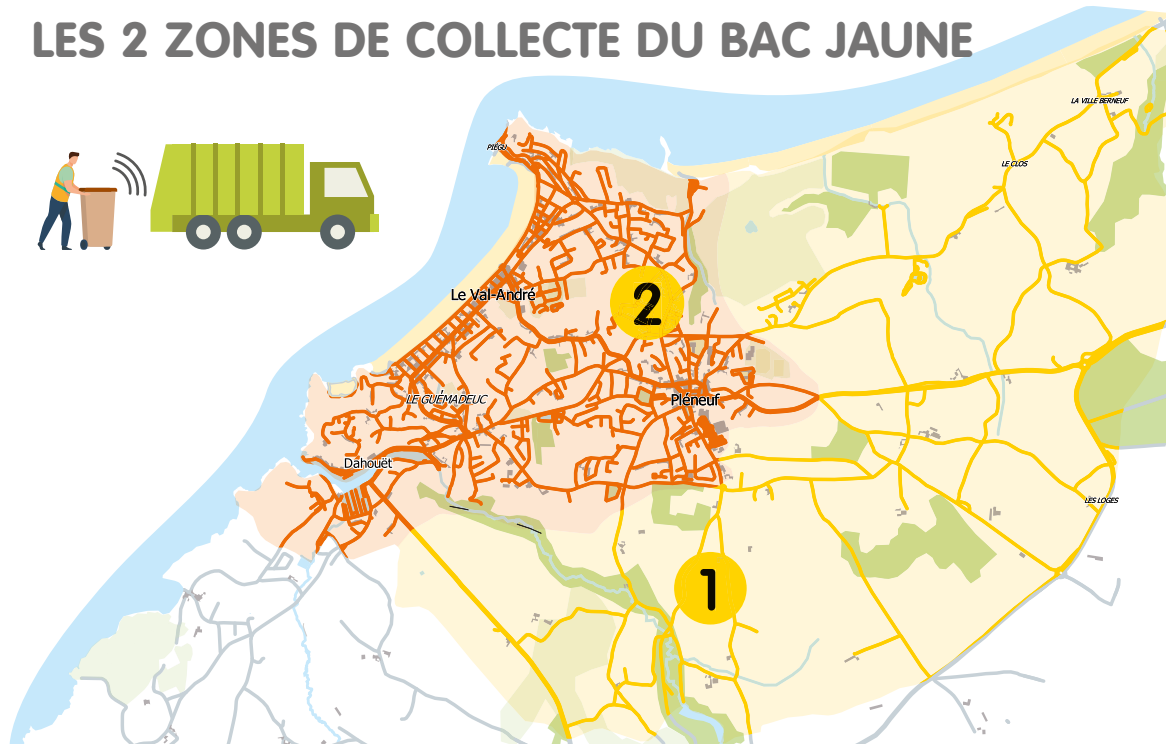 LES 2 ZONES DE COLLECTE DU BAC JAUNE
LA VILLE BERNEUF
PIÉGU
LE CLOS
Le Val-André
2
LE GUÉMADEUC
Pléneuf
Dahouët
LES LOGES
1